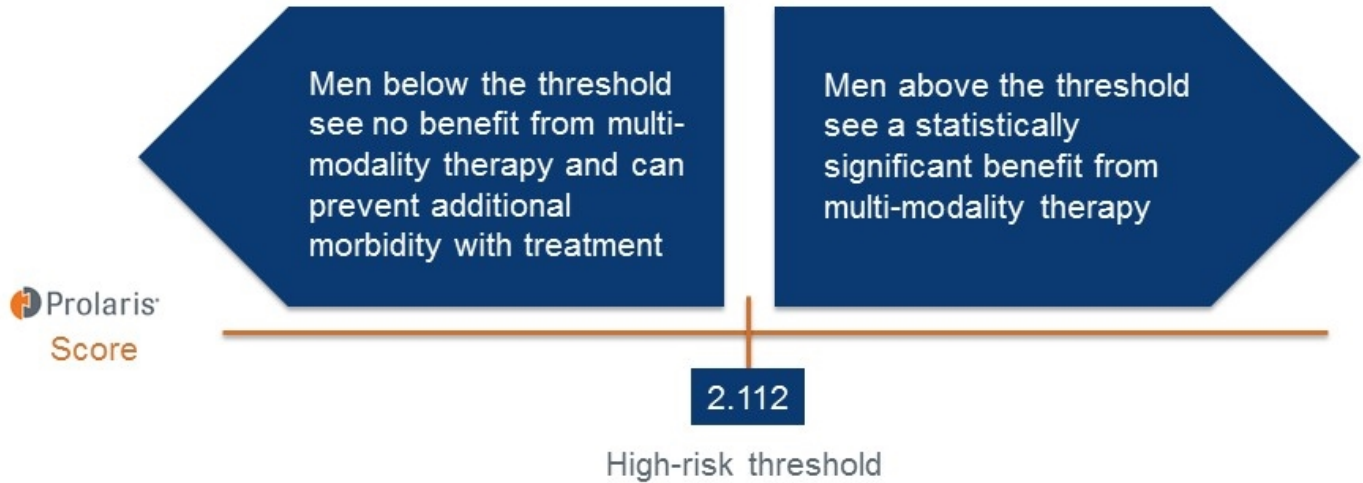 Men below the threshold
see no benefit from multi-
modality therapy and can
prevent additional
morbidity with treatment
Men above the threshold
see a statistically
significant benefit from
multi-modality therapy
Prolaris
Score
2.112
High-risk threshold